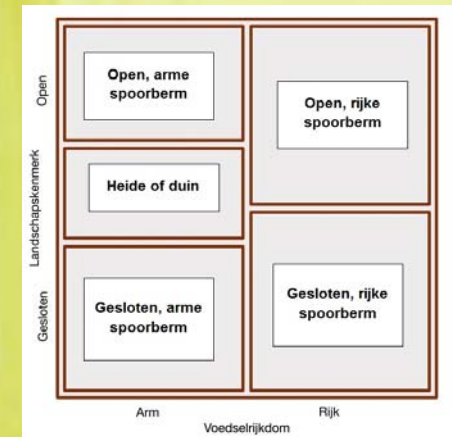 Open, arme
spoorberm
Open, rijke
spoorberm
Heide of duin
Gesloten, arme
spoorberm
Gesloten, rijke
spoorberm
Open
Landschapskenmerk
Gesloten
Arm
Rijk
Voedselrijkdom